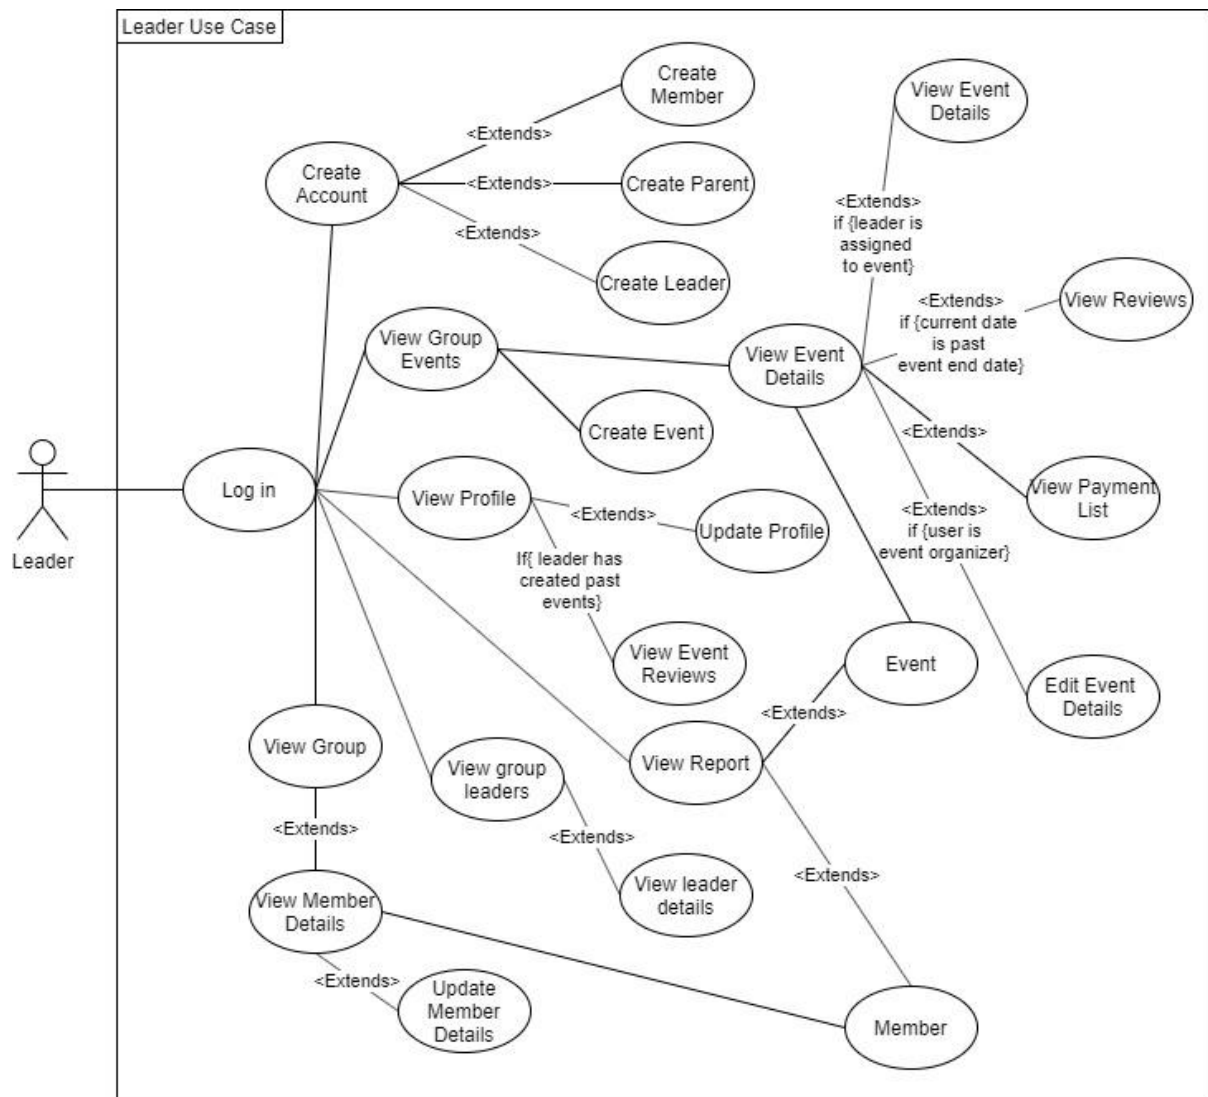 Leader Use Case
Create
Member
View Event
Details
<Extends>
Create
Account
<Extends>
Create Parent
<Extends>
if {leader is
assigned
to event}
<Extends>
Create Leader
<Extends>
if {current date
is past
event end date}
View Reviews
View Group
Events
View Event
Details
Create Event
<Extends>
Log in
View Profile
<Extends>
Update Profile
View Payment
List
<Extends>
if {user is
event organizer}
Leader
If{ leader has
created past
events}
View Event
Reviews
Event
Edit Event
Details
<Extends>
View Group
View group
leaders
View Report
<Extends>
<Extends>
<Extends>
View Member
Details
View leader
details
<Extends>
Update
Member
Details
Member